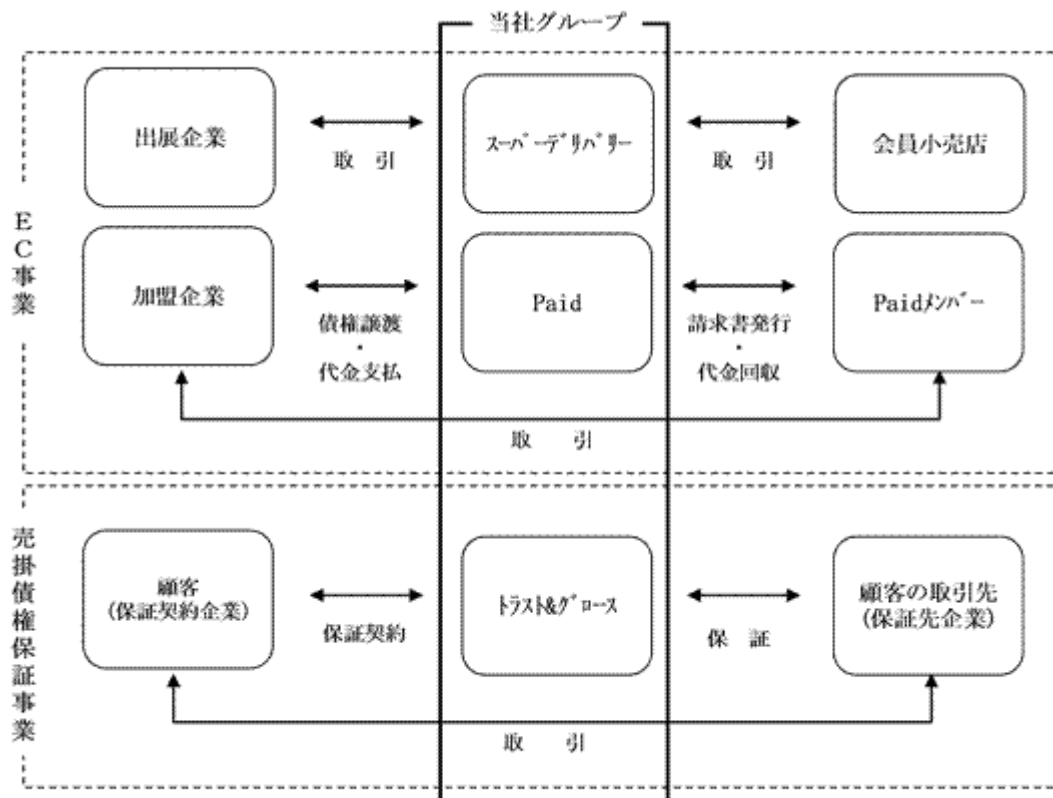 当社グループ
EC事業
出展企業
取 引
スーパーデリバリー
取 引
会員小売店
加盟企業
債権譲渡
・
代金支払
Paid
請求書発行
・
代金回収
Paidメンバー
取 引
売掛債権保証事業
顧客
(保証契約企業)
保証契約
トラスト&グロース
保 証
顧客の取引先
(保証先企業)
取 引